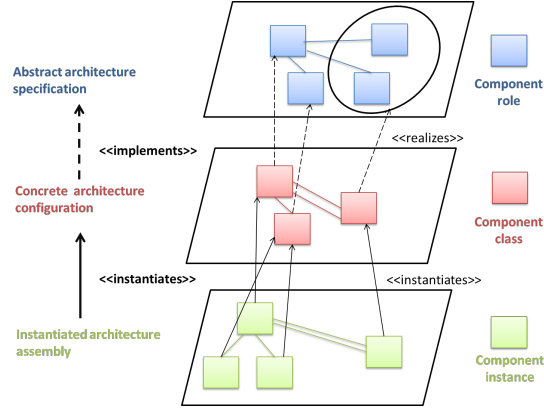 Abstract architecture
specification
Component
role
<<implements>>
<<realizes>>
Concrete architecture
configuration
Component
class
<<instantiates>>
<<instantiates>>
Instantiated architecture
assembly
Component
instance